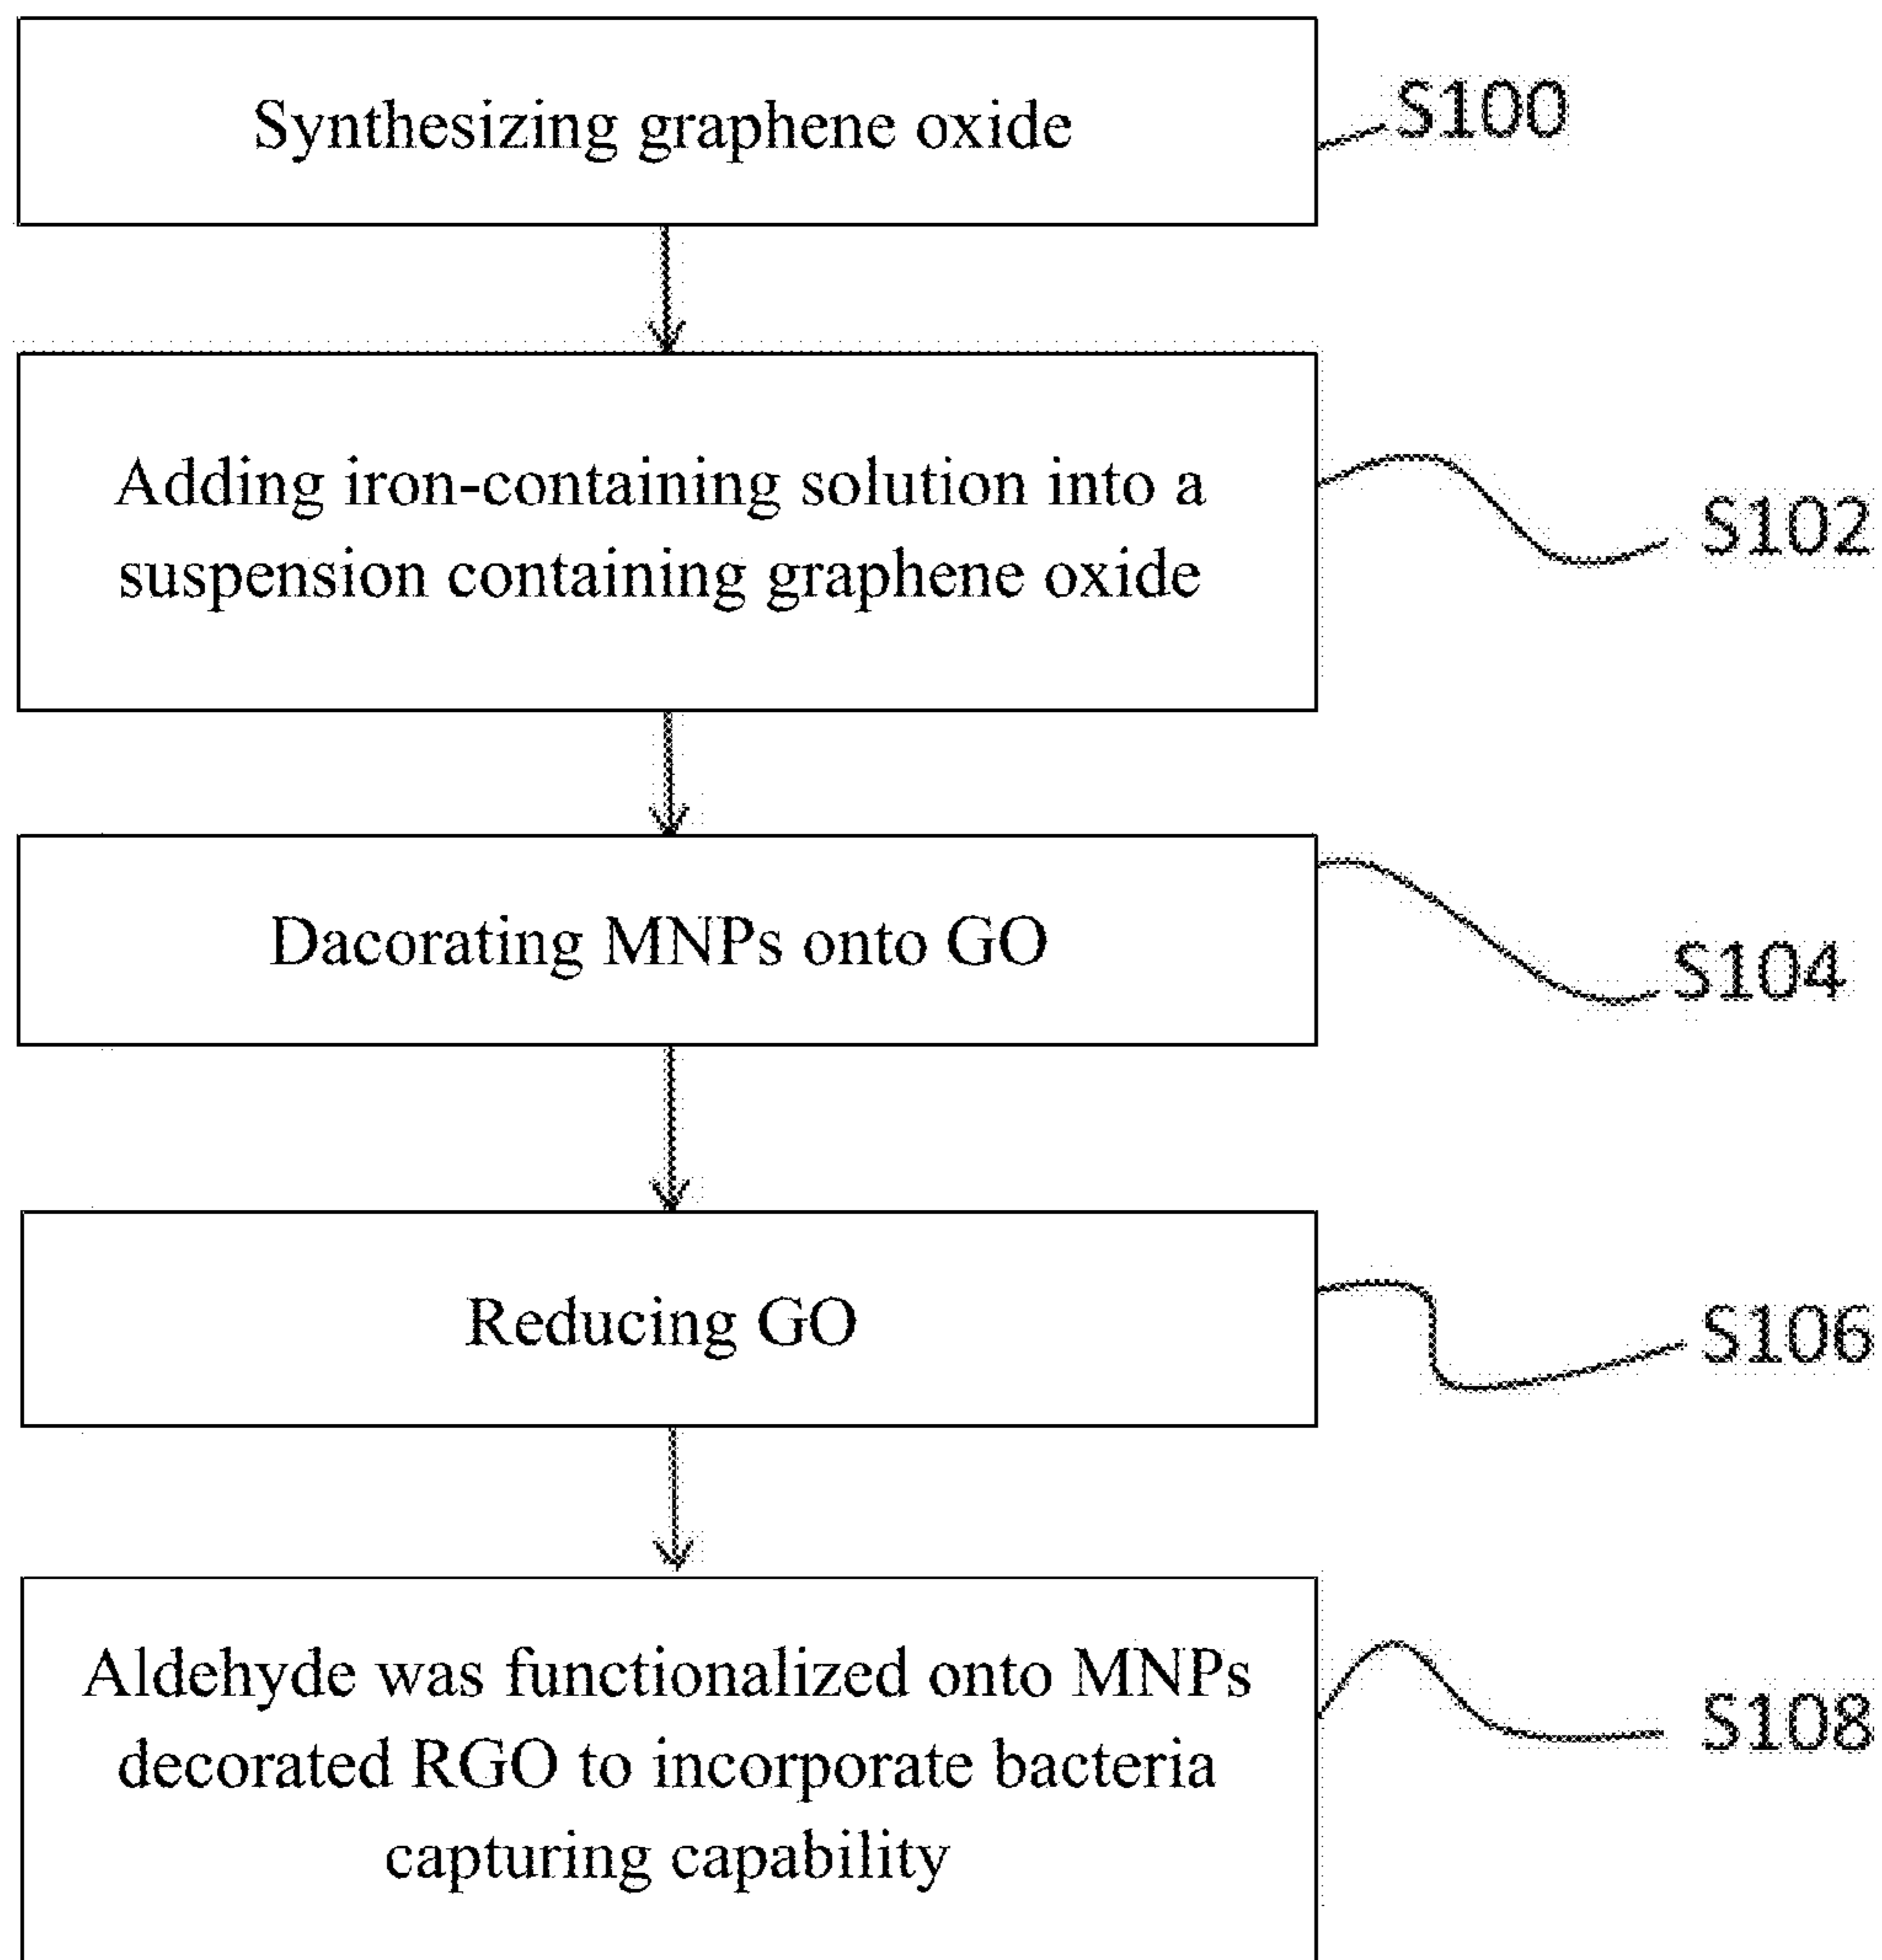 Synthesizing graphene oxide
S100
Adding iron-containing solution into a
suspension containing graphene oxide
S102
Dacorating MNPs onto GO
S104
Reducing GO
S106
Aldehyde was functionalized onto MNPs
decorated RGO to incorporate bacteria
capturing capability
S108